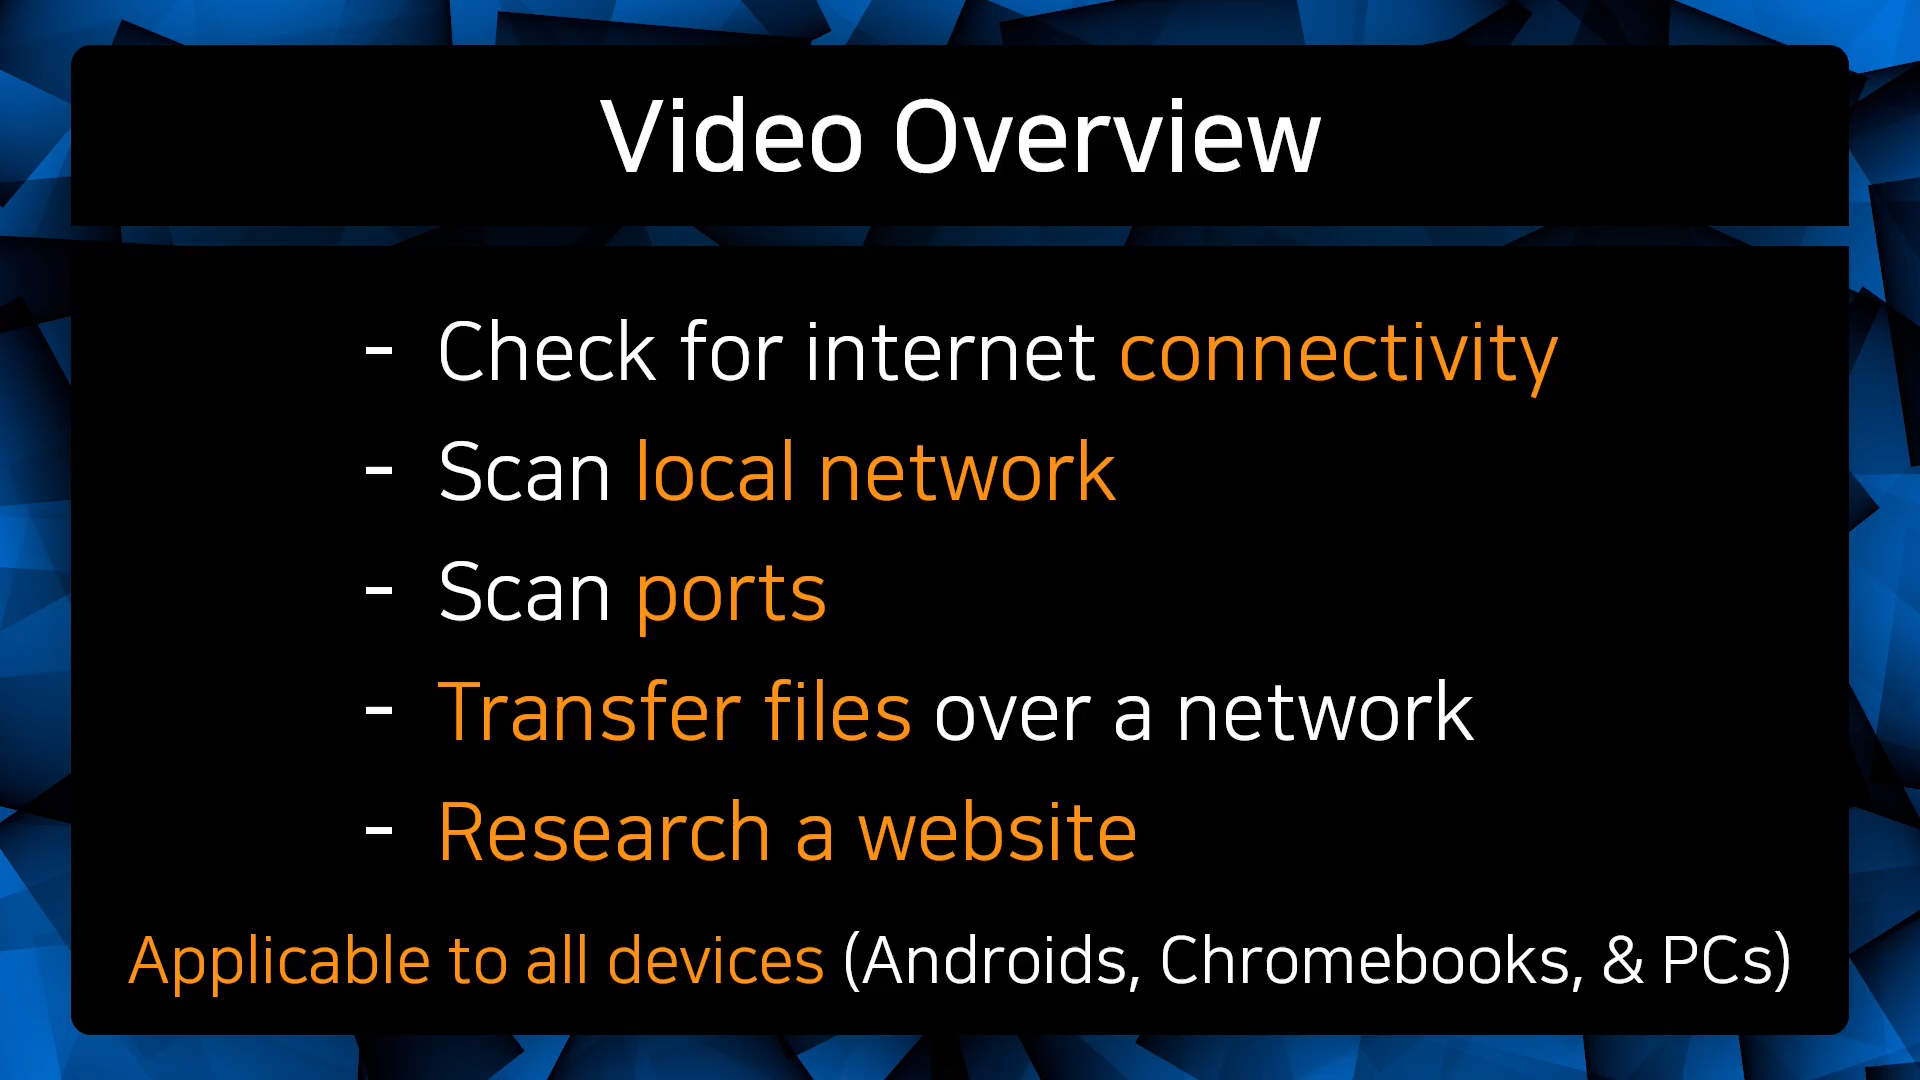 Video Overview
- Check for internet connectivity
- Scan local network
- Scan ports
- Transfer files over a network
- Research a website
Applicable to all devices (Androids, Chromebooks, & PCs)